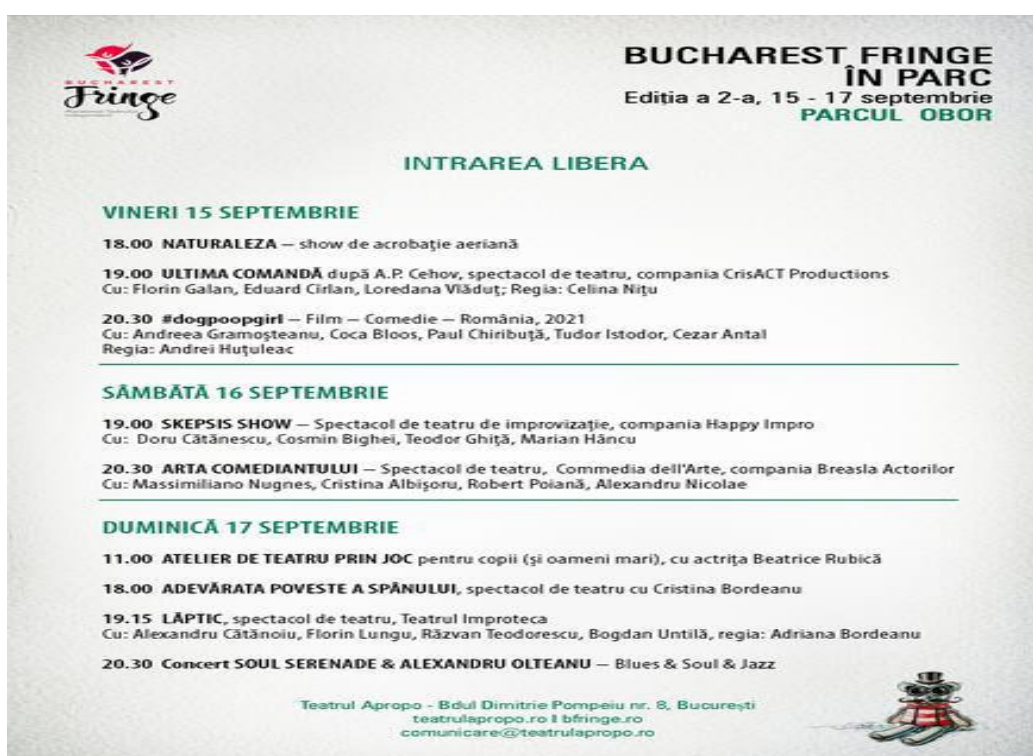 BUCHAREST
Fringe
BUCHAREST FRINGE
ÎN PARC
Ediția a 2-a, 15 - 17 septembrie
PARCUL OBOR
INTRAREA LIBERA
VINERI 15 SEPTEMBRIE
18.00 NATURALEZA – show de acrobație aeriană
19.00 ULTIMA COMANDĂ după A.P. Cehov, spectacol de teatru, compania CrisACT Productions
Cu: Florin Galan, Eduard Cîrlan, Loredana Vlăduț; Regia: Celina Nițu
20.30 #dogpoopgirl – Film – Comedie – România, 2021
Cu: Andreea Gramoșteanu, Coca Bloos, Paul Chiribuță, Tudor Istodor, Cezar Antal
Regia: Andrei Huțuleac
SÂMBĂTĂ 16 SEPTEMBRIE
19.00 SKEPSIS SHOW – Spectacol de teatru de improvizație, compania Happy Impro
Cu: Doru Cătănescu, Cosmin Bighei, Teodor Ghiță, Marian Hâncu
20.30 ARTA COMEDIANTULUI – Spectacol de teatru, Commedia dell'Arte, compania Breasla Actorilor
Cu: Massimiliano Nugnes, Cristina Albișoru, Robert Poiană, Alexandru Nicolae
DUMINICĂ 17 SEPTEMBRIE
11.00 ATELIER DE TEATRU PRIN JOC pentru copii (și oameni mari), cu actrița Beatrice Rubică
18.00 ADEVĂRATA POVESTE A SPÂNULUI, spectacol de teatru cu Cristina Bordeanu
19.15 LĂPTIC, spectacol de teatru, Teatrul Improteca
Cu: Alexandru Cătănoiu, Florin Lungu, Răzvan Teodorescu, Bogdan Untilă, regia: Adriana Bordeanu
20.30 Concert SOUL SERENADE & ALEXANDRU OLTEANU – Blues & Soul & Jazz
Teatrul Apropo - Bdul Dimitrie Pompeiu nr. 8, București
teatrulapropo.ro I bfringe.ro
comunicare@teatrulapropo.ro